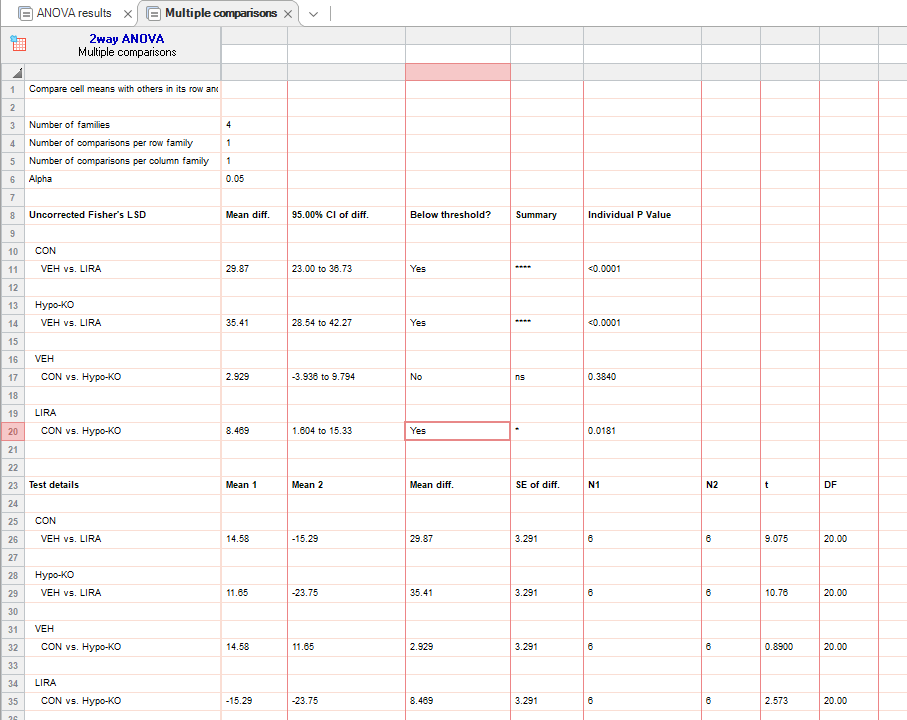 ANOVA results Multiple comparisons
2way ANOVA
Multiple comparisons
1 Compare cell means with others in its row and
2
3 Number of families 4
4 Number of comparisons per row family 1
5 Number of comparisons per column family 1
6 Alpha 0.05
7
8 Uncorrected Fisher's LSD Mean diff. 95.00% CI of diff. Below threshold? Summary Individual P Value
9
10 CON
11 VEH vs. LIRA 29.87 23.00 to 36.73 Yes **** <0.0001
12
13 Hypo-KO
14 VEH vs. LIRA 35.41 28.54 to 42.27 Yes **** <0.0001
15
16 VEH
17 CON vs. Hypo-KO 2.929 -3.936 to 9.794 No ns 0.3840
18
19 LIRA
20 CON vs. Hypo-KO 8.469 1.604 to 15.33 Yes * 0.0181
21
22
23 Test details Mean 1 Mean 2 Mean diff. SE of diff. N1 N2 t DF
24
25 CON
26 VEH vs. LIRA 14.58 -15.29 29.87 3.291 6 6 9.075 20.00
27
28 Hypo-KO
29 VEH vs. LIRA 11.65 -23.75 35.41 3.291 6 6 10.76 20.00
30
31 VEH
32 CON vs. Hypo-KO 14.58 11.65 2.929 3.291 6 6 0.8900 20.00
33
34 LIRA
35 CON vs. Hypo-KO -15.29 -23.75 8.469 3.291 6 6 2.573 20.00